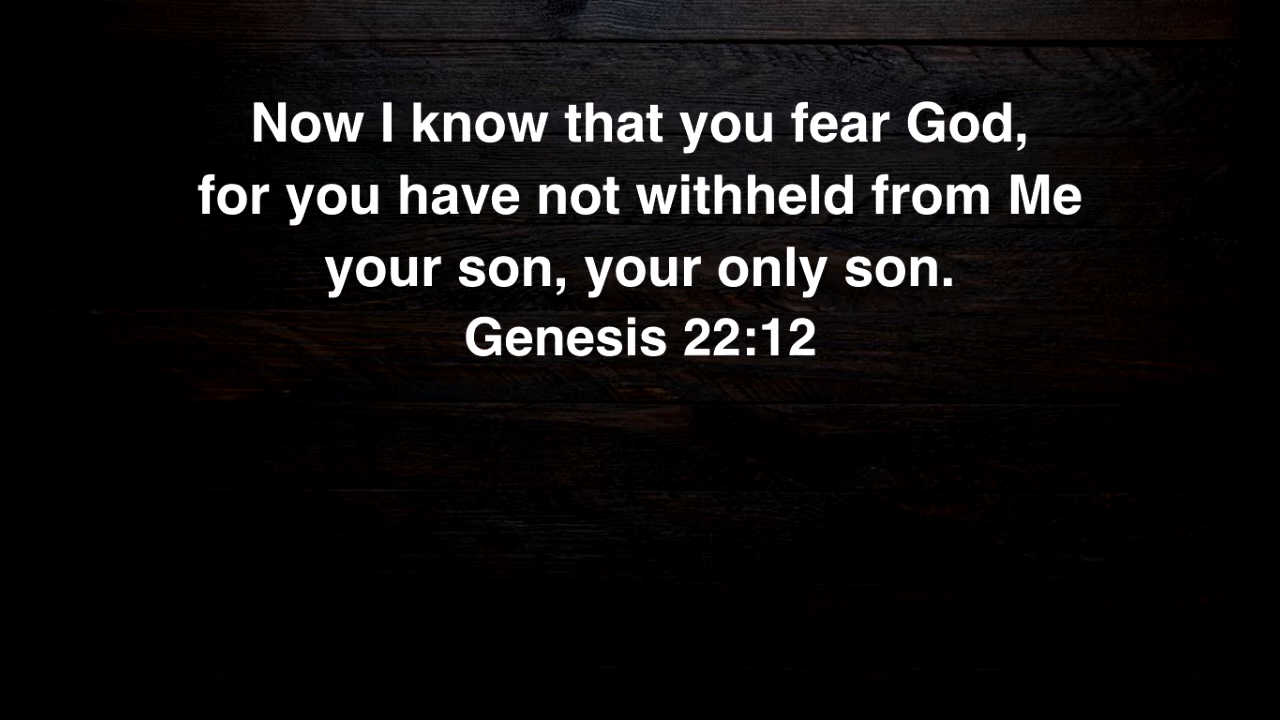 Now I know that you fear God,
for you have not withheld from Me
your son, your only son.
Genesis 22:12